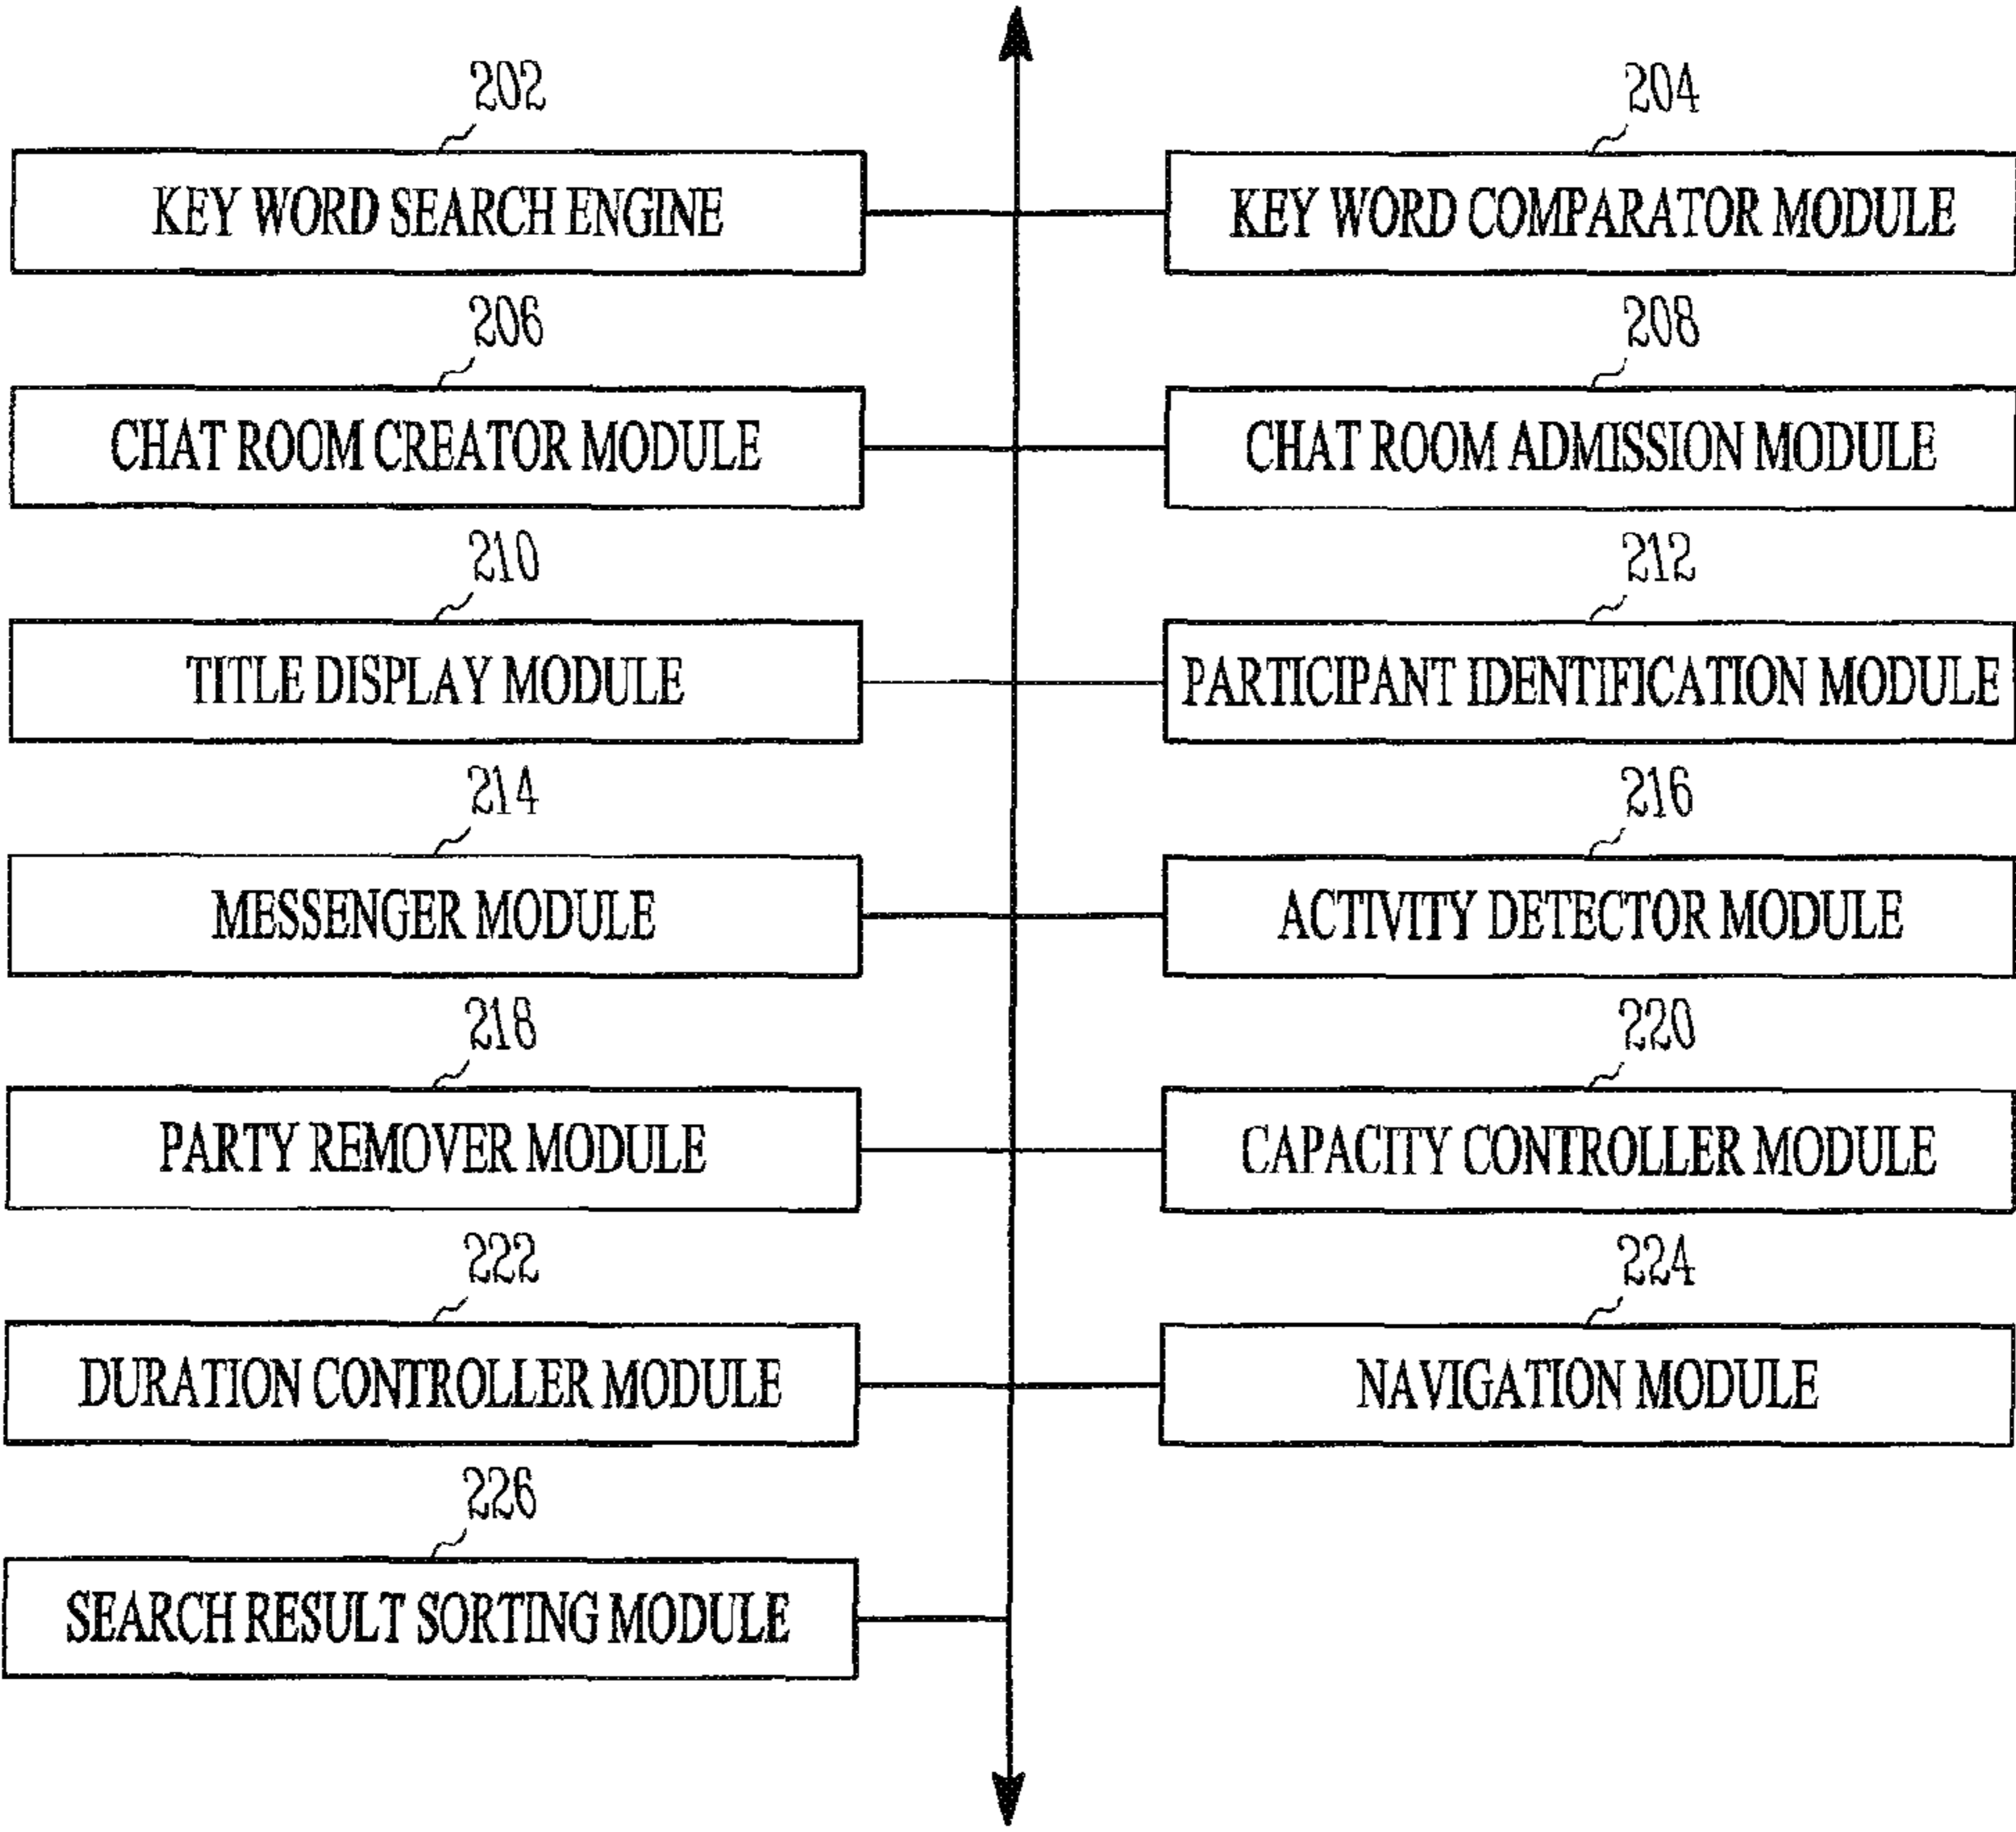 202
204
KEY WORD SEARCH ENGINE
KEY WORD COMPARATOR MODULE
206
208
CHAT ROOM CREATOR MODULE
CHAT ROOM ADMISSION MODULE
210
212
TITLE DISPLAY MODULE
PARTICIPANT IDENTIFICATION MODULE
214
216
MESSENGER MODULE
ACTIVITY DETECTOR MODULE
218
220
PARTY REMOVER MODULE
CAPACITY CONTROLLER MODULE
222
224
DURATION CONTROLLER MODULE
NAVIGATION MODULE
226
SEARCH RESULT SORTING MODULE